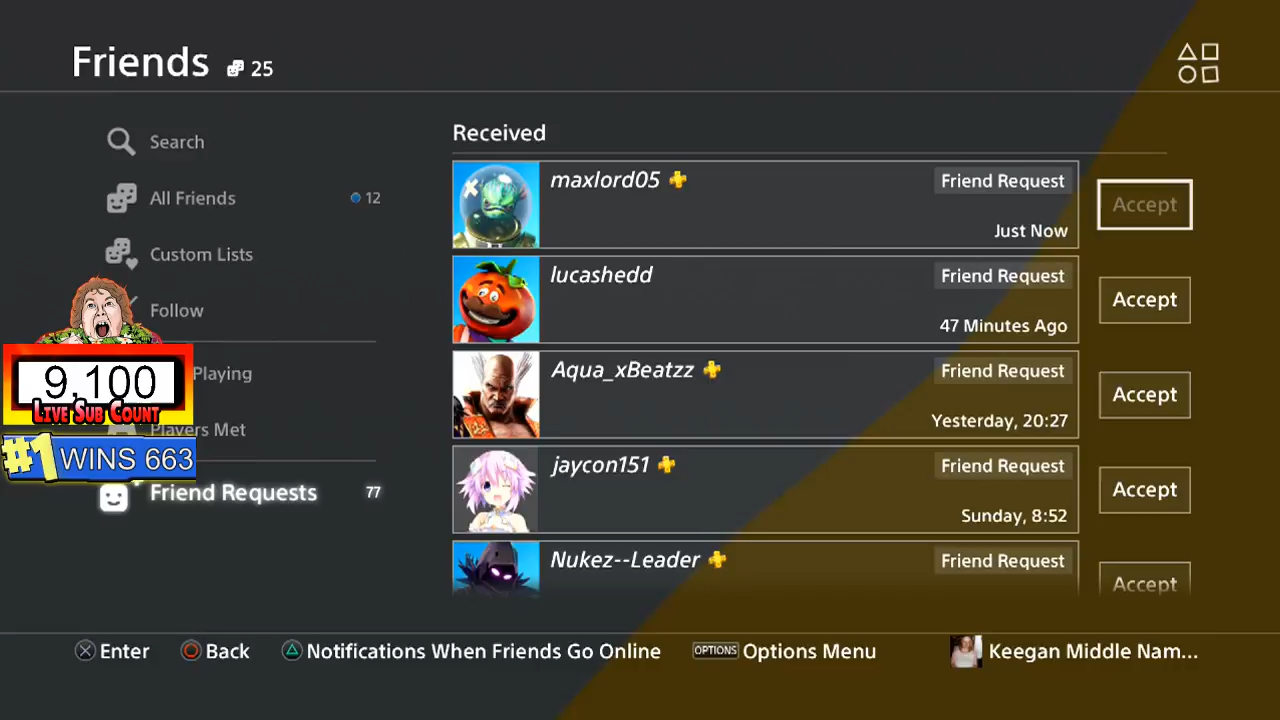 Friends 25
Search
All Friends 12
Custom Lists
Follow
Playing
Players Met
Friend Requests 77
9,100
LIVE SUB COUNT
#1 WINS 663
Received
maxlord05 Friend Request
Just Now
Accept
lucashedd Friend Request
47 Minutes Ago
Accept
Aqua_xBeatzz Friend Request
Yesterday, 20:27
Accept
jaycon151 Friend Request
Sunday, 8:52
Accept
Nukez--Leader Friend Request
Accept
Enter Back Notifications When Friends Go Online OPTIONS Options Menu Keegan Middle Nam...